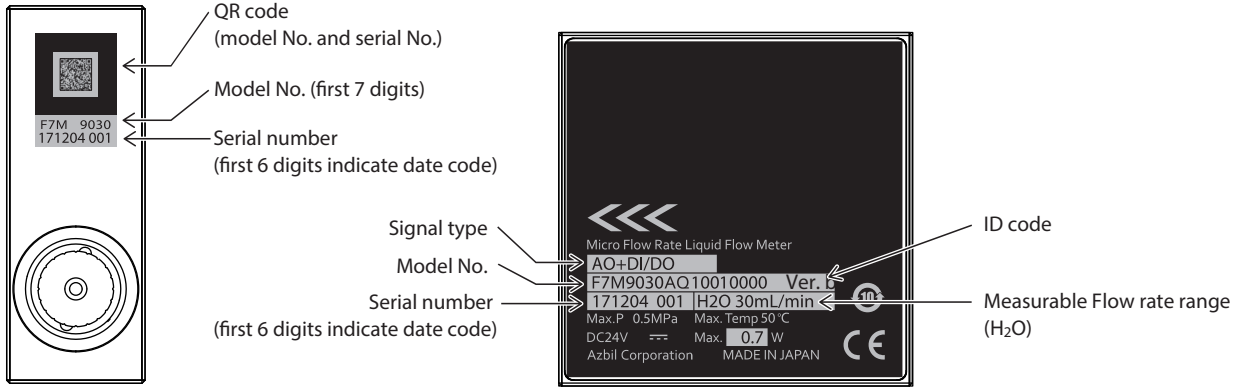 QR code
(model No. and serial No.)
Model No. (first 7 digits)
F7M 9030
171204 001
Serial number
(first 6 digits indicate date code)
Signal type
Model No.
Serial number
(first 6 digits indicate date code)
Micro Flow Rate Liquid Flow Meter
AO+DI/DO
F7M9030AQ10010000 Ver. b
171204 001 H2O 30mL/min
Max.P 0.5MPa Max. Temp 50℃
DC24V Max. 0.7 W
Azbil Corporation MADE IN JAPAN
10
CE
ID code
Measurable Flow rate range
(H₂O)